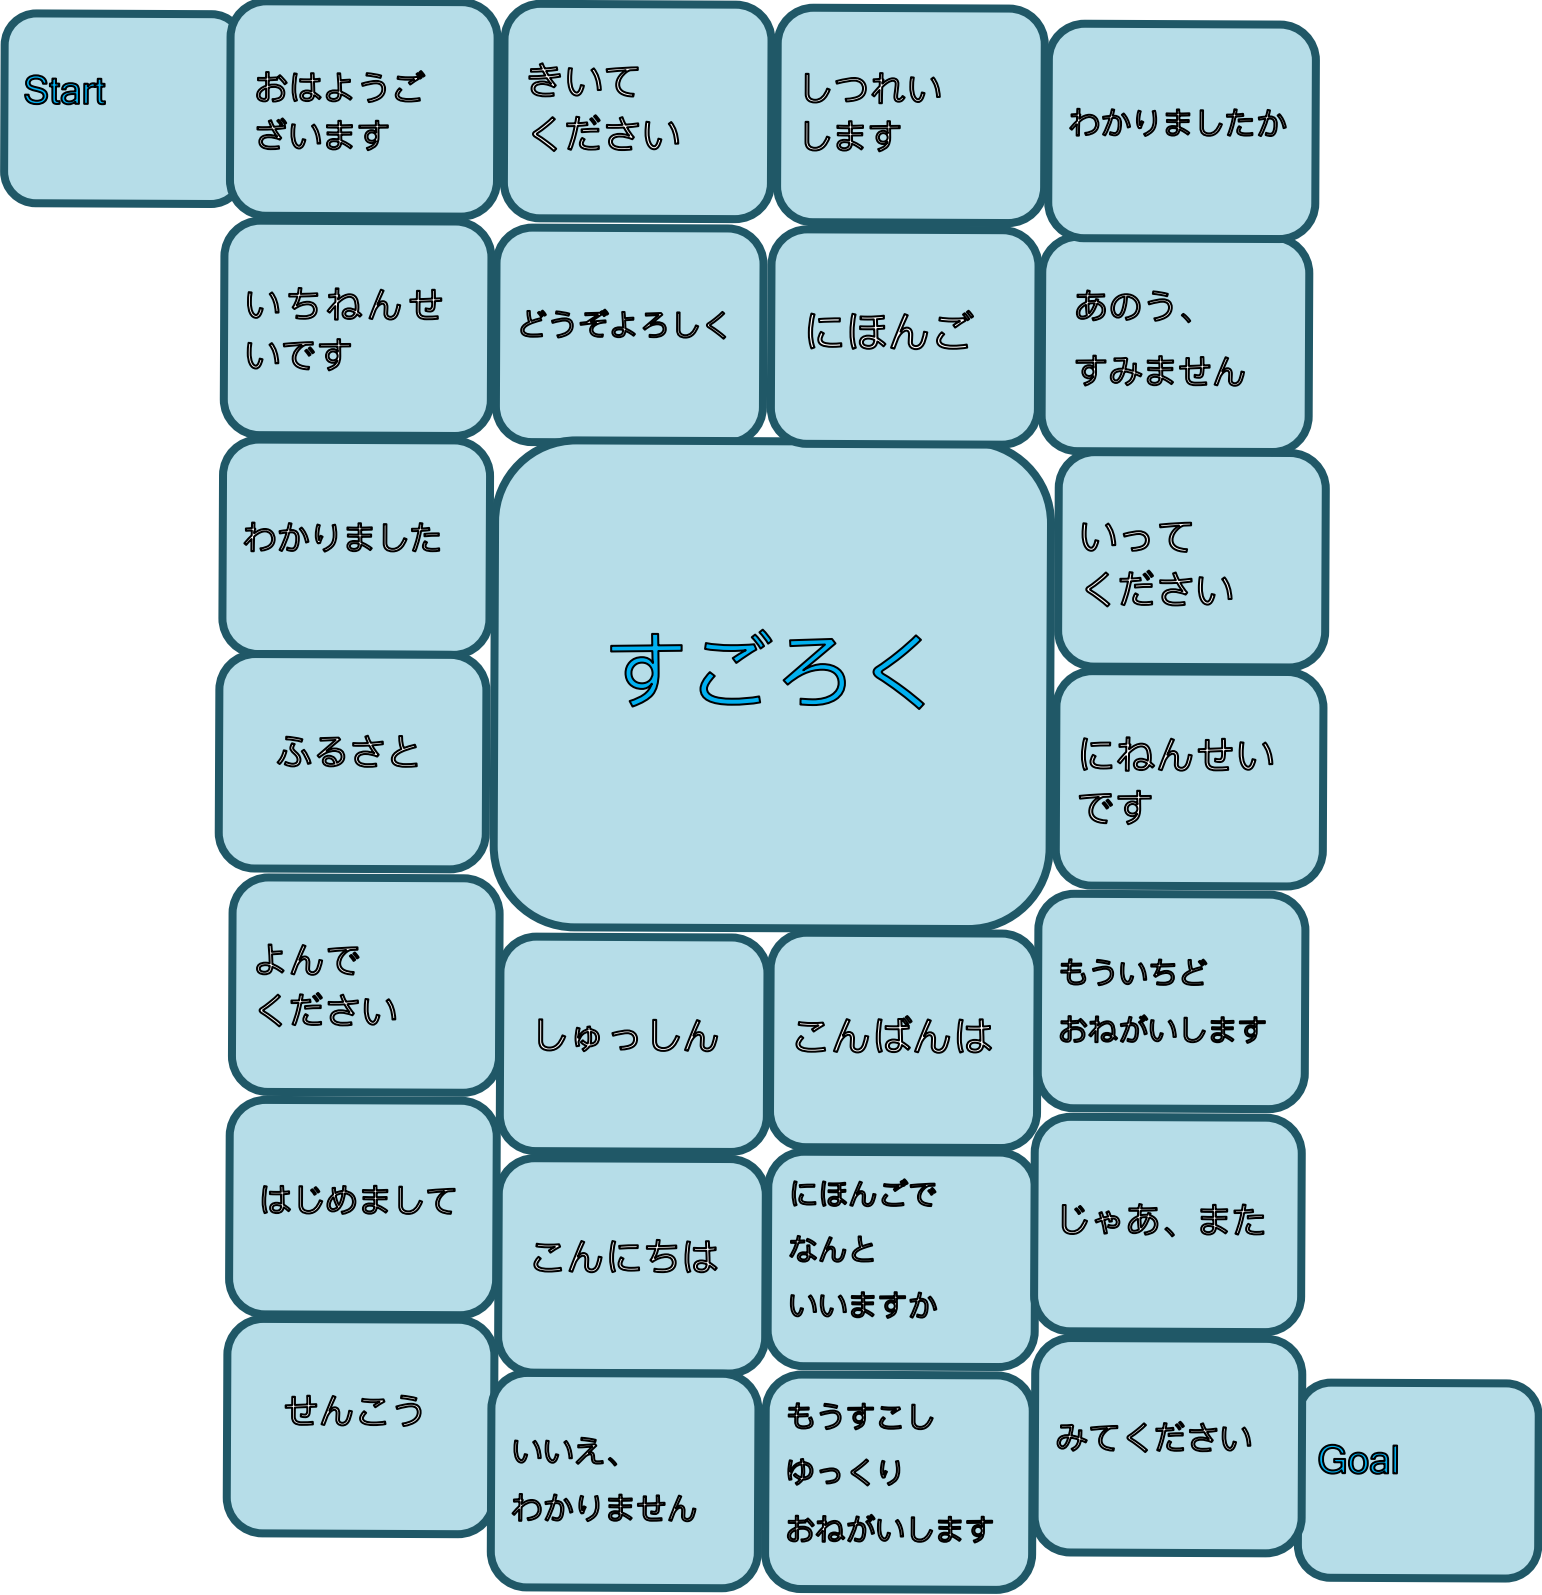 Start
おはようご
ざいます
きいて
ください
しつれい
します
わかりましたか
いちねんせ
いです
どうぞよろしく
にほんご
あのう、
すみません
わかりました
すごろく
いって
ください
ふるさと
にねんせい
です
よんで
ください
しゅっしん
こんばんは
もういちど
おねがいします
はじめまして
こんにちは
にほんごで
なんと
いいますか
じゃあ、また
せんこう
いいえ、
わかりません
もうすこし
ゆっくり
おねがいします
みてください
Goal